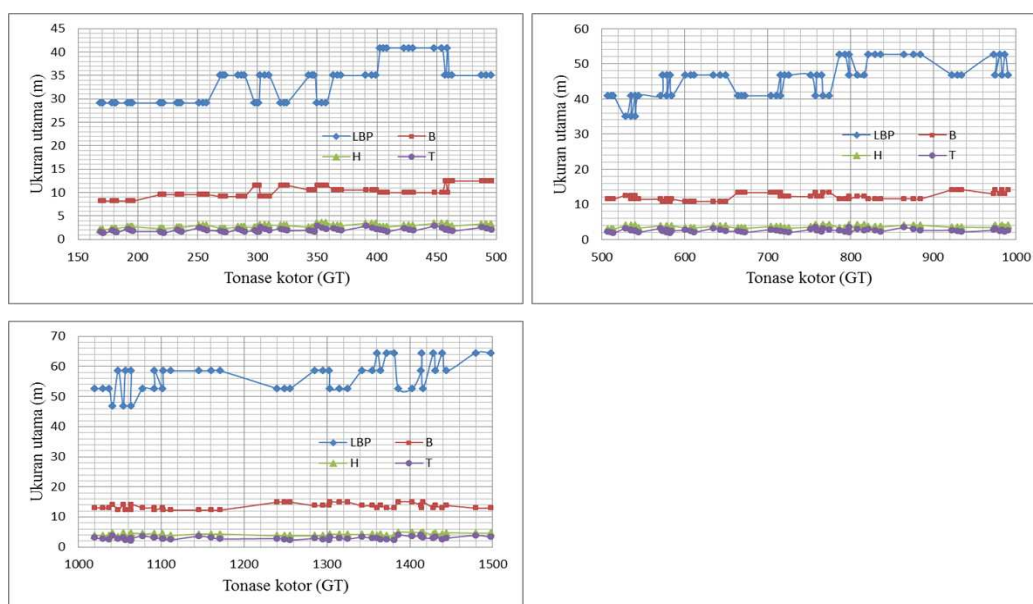 45
40
35
30
25
20
15
10
5
0
Ukuran utama (m)
LBP B
H T
150 200 250 300 350 400 450 500
Tonase kotor (GT)
60
50
40
30
20
10
0
Ukuran utama (m)
LBP B
H T
500 600 700 800 900 1000
Tonase kotor (GT)
70
60
50
40
30
20
10
0
Ukuran utama (m)
LBP B
H T
1000 1100 1200 1300 1400 1500
Tonase kotor (GT)